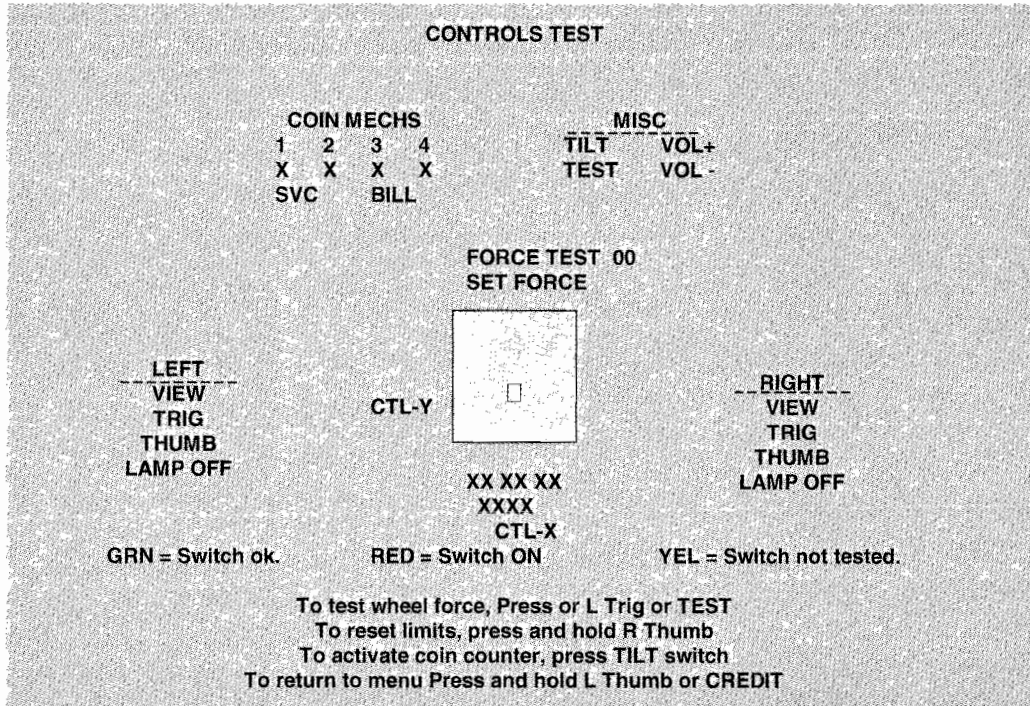 CONTROLS TEST
COIN MECHS
1 2 3 4
X X X X
SVC BILL
MISC
TILT VOL+
TEST VOL -
FORCE TEST 00
SET FORCE
LEFT
VIEW
TRIG
THUMB
LAMP OFF
CTL-Y
RIGHT
VIEW
TRIG
THUMB
LAMP OFF
XX XX XX
XXXX
CTL-X
GRN = Switch ok. RED = Switch ON YEL = Switch not tested.
To test wheel force, Press or L Trig or TEST
To reset limits, press and hold R Thumb
To activate coin counter, press TILT switch
To return to menu Press and hold L Thumb or CREDIT